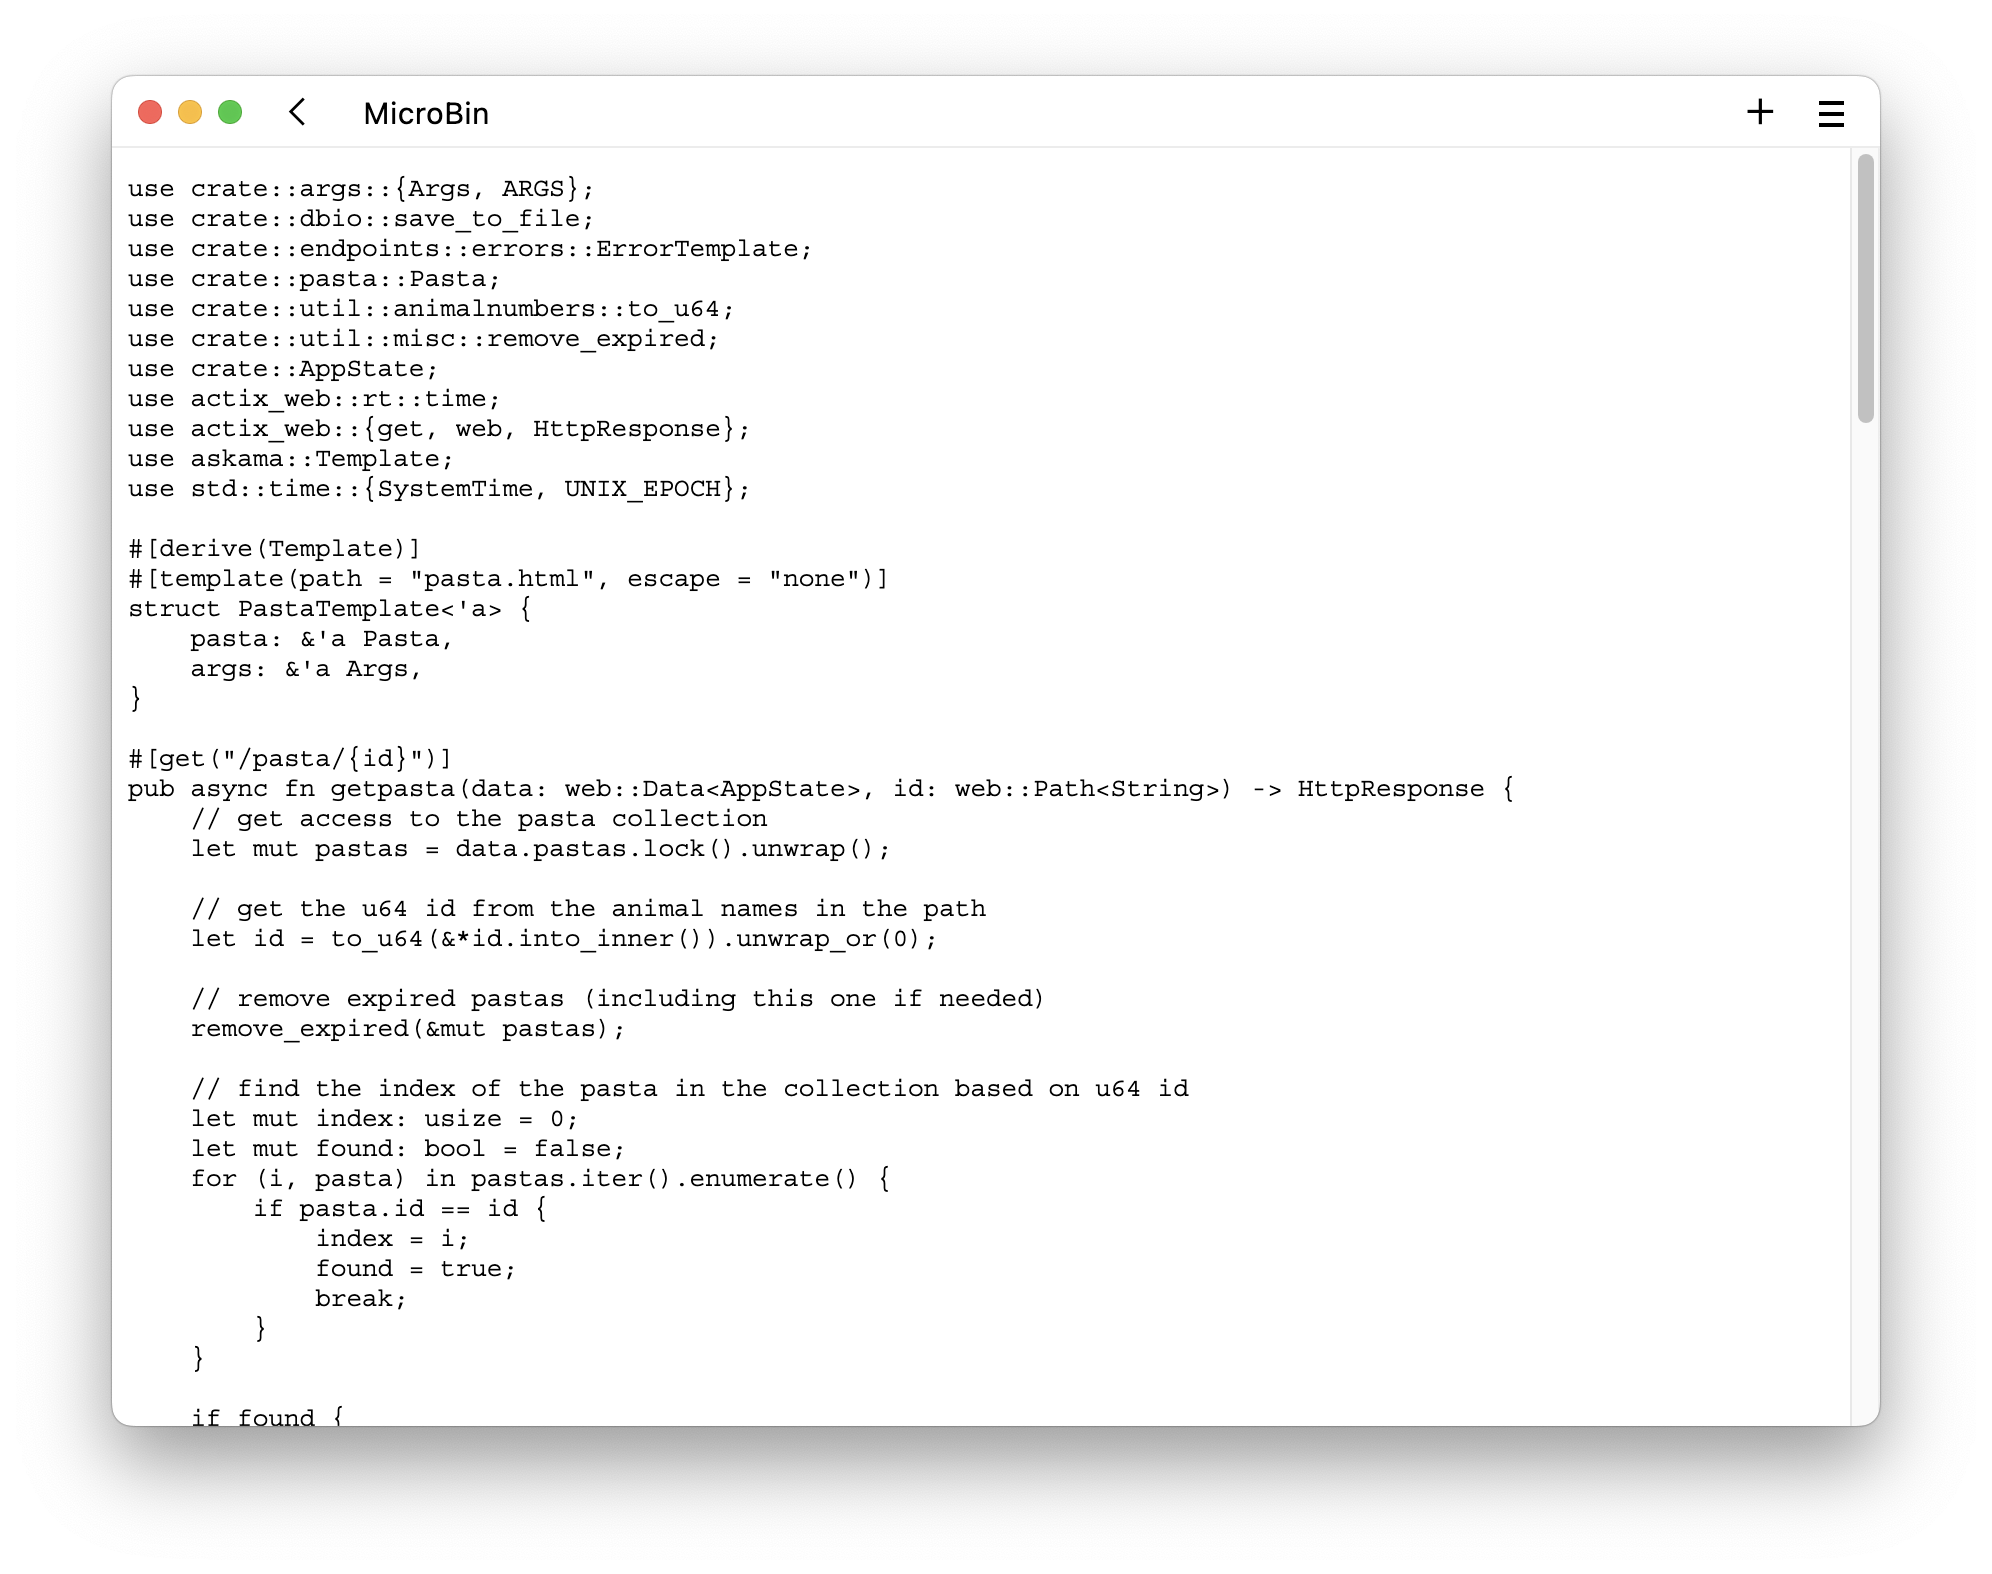 MicroBin
use crate::args::{Args, ARGS};
use crate::dbio::save_to_file;
use crate::endpoints::errors::ErrorTemplate;
use crate::pasta::Pasta;
use crate::util::animalnumbers::to_u64;
use crate::util::misc::remove_expired;
use crate::AppState;
use actix_web::rt::time;
use actix_web::{get, web, HttpResponse};
use askama::Template;
use std::time::{SystemTime, UNIX_EPOCH};

#[derive(Template)]
#[template(path = "pasta.html", escape = "none")]
struct PastaTemplate<'a> {
    pasta: &'a Pasta,
    args: &'a Args,
}

#[get("/pasta/{id}")]
pub async fn getpasta(data: web::Data<AppState>, id: web::Path<String>) -> HttpResponse {
    // get access to the pasta collection
    let mut pastas = data.pastas.lock().unwrap();

    // get the u64 id from the animal names in the path
    let id = to_u64(&*id.into_inner()).unwrap_or(0);

    // remove expired pastas (including this one if needed)
    remove_expired(&mut pastas);

    // find the index of the pasta in the collection based on u64 id
    let mut index: usize = 0;
    let mut found: bool = false;
    for (i, pasta) in pastas.iter().enumerate() {
        if pasta.id == id {
            index = i;
            found = true;
            break;
        }
    }

    if found {